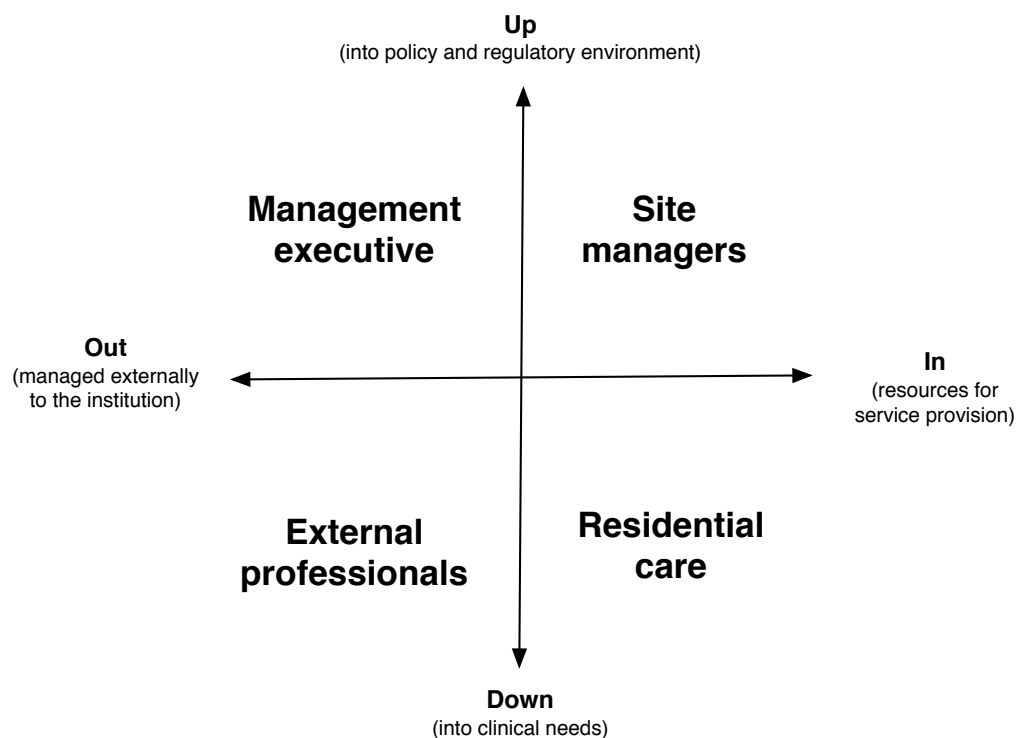 Up
(into policy and regulatory environment)
Management
executive
Site
managers
Out
(managed externally
to the institution)
In
(resources for
service provision)
External
professionals
Residential
care
Down
(into clinical needs)